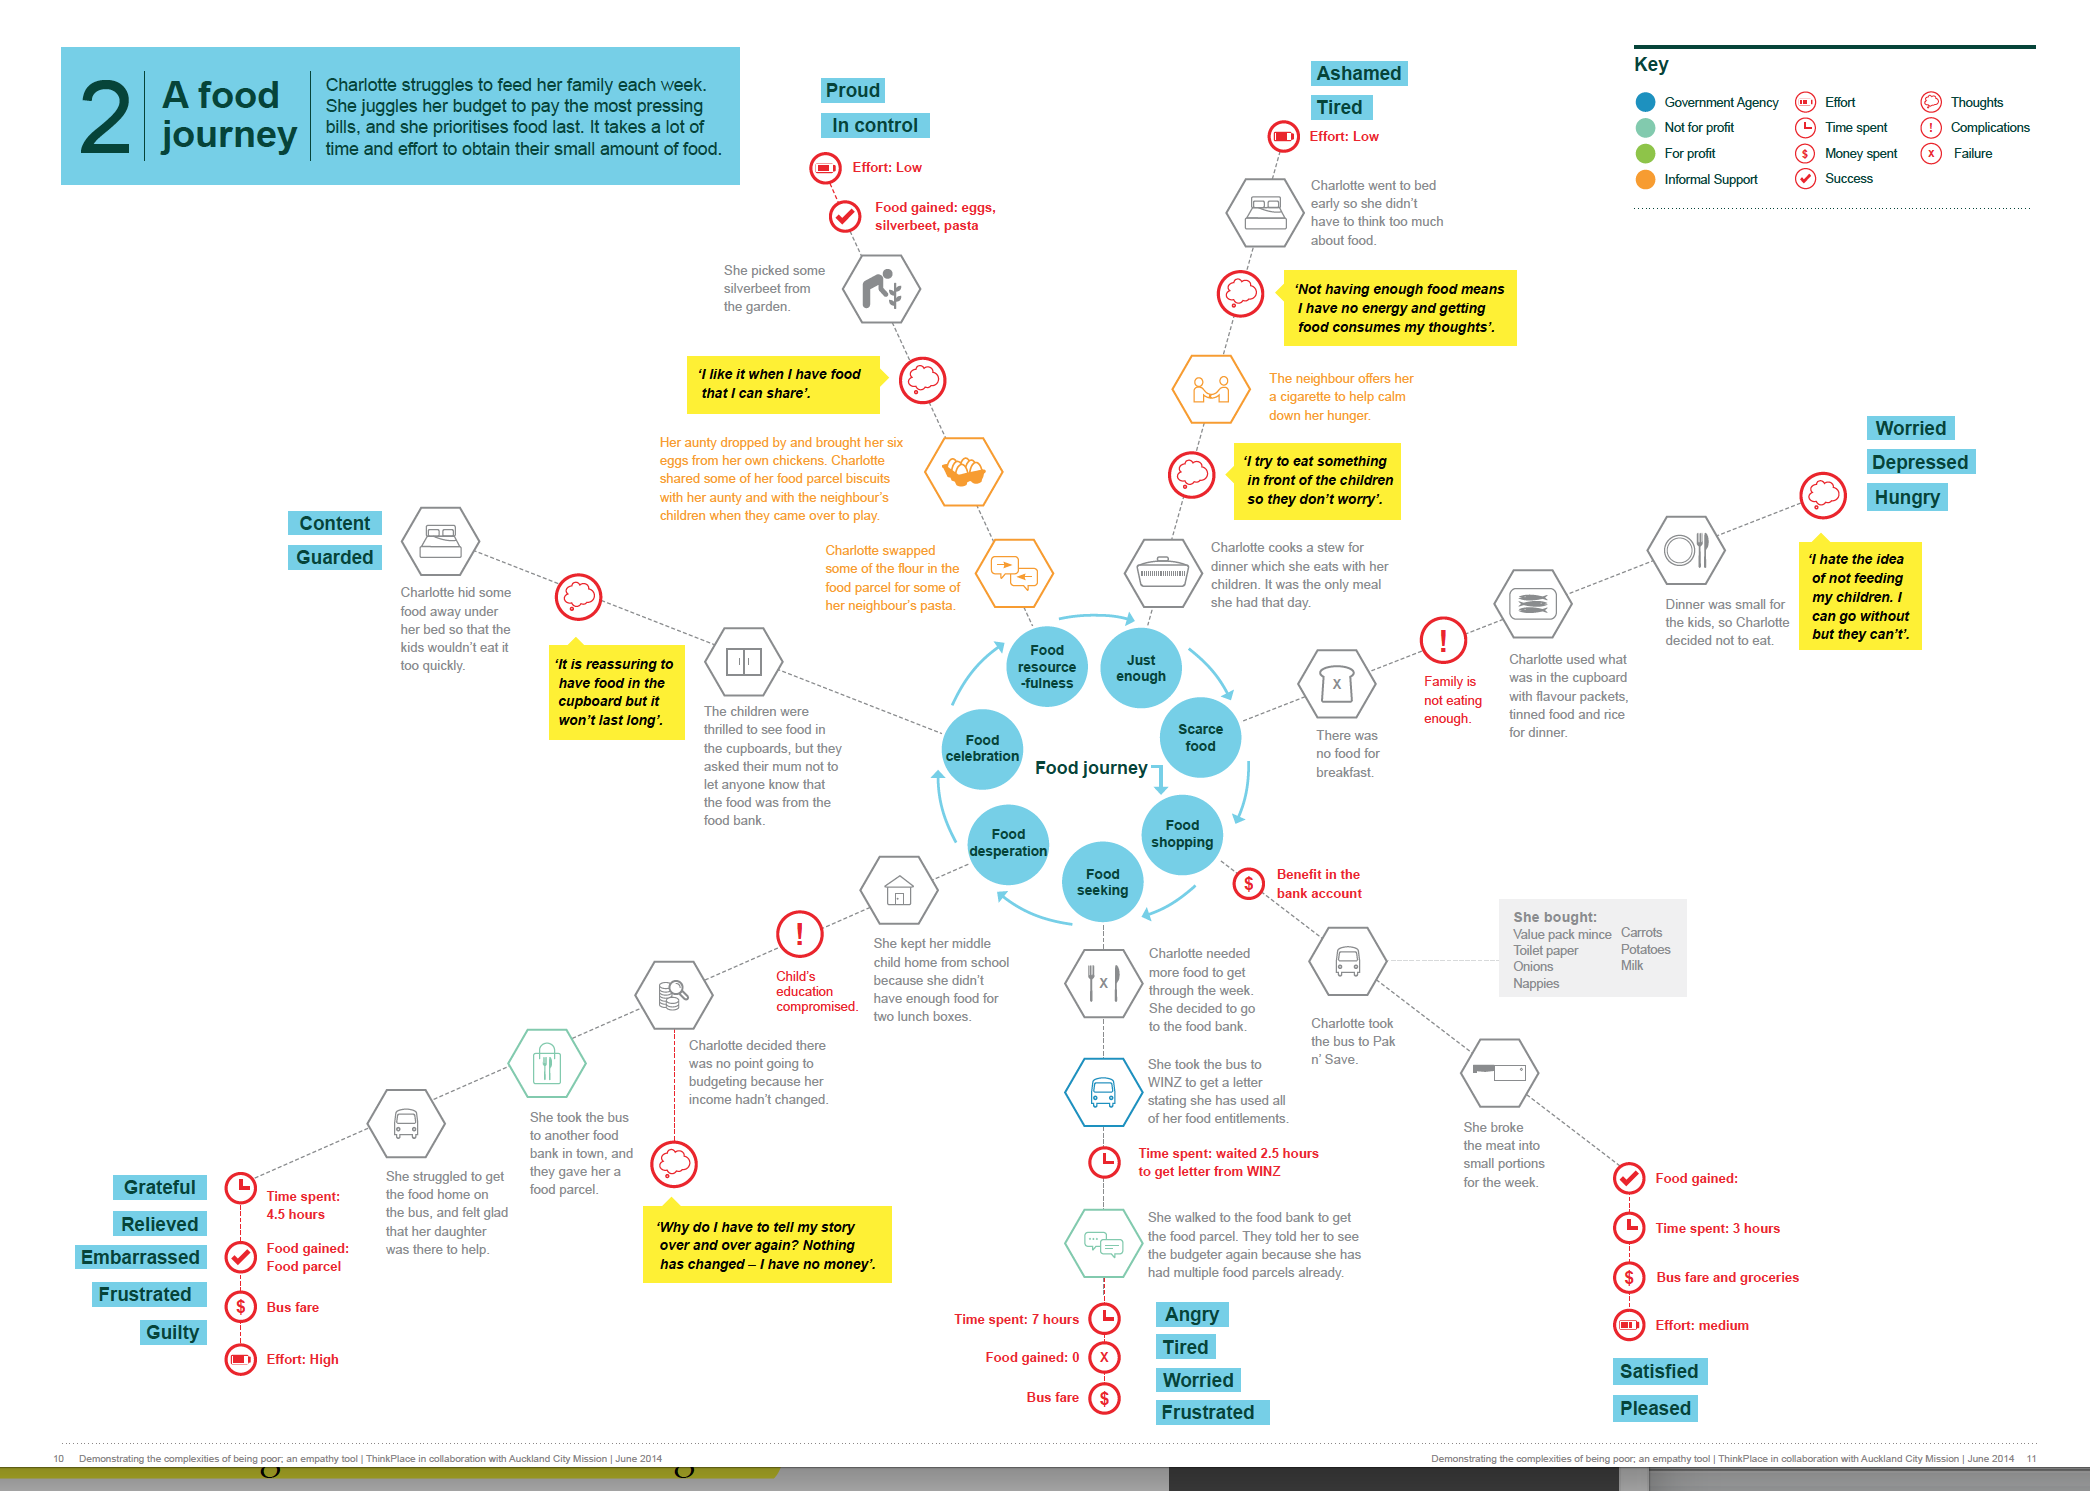 2
A food
journey
Charlotte struggles to feed her family each week.
She juggles her budget to pay the most pressing
bills, and she prioritises food last. It takes a lot of
time and effort to obtain their small amount of food.
Key
Government Agency
Not for profit
For profit
Informal Support
Effort
Time spent
Money spent
Success
Thoughts
Complications
Failure
Proud
In control
Effort: Low
Food gained: eggs,
silverbeet, pasta
She picked some
silverbeet from
the garden.
‘I like it when I have food
that I can share’.
Her aunty dropped by and brought her six
eggs from her own chickens. Charlotte
shared some of her food parcel biscuits
with her aunty and with the neighbour’s
children when they came over to play.
Charlotte swapped
some of the flour in the
food parcel for some of
her neighbour’s pasta.
Ashamed
Tired
Effort: Low
Charlotte went to bed
early so she didn’t
have to think too much
about food.
‘Not having enough food means
I have no energy and getting
food consumes my thoughts’.
The neighbour offers her
a cigarette to help calm
down her hunger.
‘I try to eat something
in front of the children
so they don’t worry’.
Charlotte cooks a stew for
dinner which she eats with her
children. It was the only meal
she had that day.
Worried
Depressed
Hungry
‘I hate the idea
of not feeding
my children. I
can go without
but they can’t’.
Dinner was small for
the kids, so Charlotte
decided not to eat.
Charlotte used what
was in the cupboard
with flavour packets,
tinned food and rice
for dinner.
!
Family is
not eating
enough.
X
There was
no food for
breakfast.
Content
Guarded
Charlotte hid some
food away under
her bed so that the
kids wouldn’t eat it
too quickly.
‘It is reassuring to
have food in the
cupboard but it
won’t last long’.
The children were
thrilled to see food in
the cupboards, but they
asked their mum not to
let anyone know that
the food was from the
food bank.
Food
resource
-fulness
Just
enough
Scarce
food
Food
shopping
Food
seeking
Food
desperation
Food
celebration
Food journey
$
Benefit in the
bank account
Charlotte took
the bus to Pak
n’ Save.
She bought:
Value pack mince
Toilet paper
Onions
Nappies
Carrots
Potatoes
Milk
She broke
the meat into
small portions
for the week.
Food gained:
Time spent: 3 hours
$
Bus fare and groceries
Effort: medium
Satisfied
Pleased
X
Charlotte needed
more food to get
through the week.
She decided to go
to the food bank.
She took the bus to
WINZ to get a letter
stating she has used all
of her food entitlements.
Time spent: waited 2.5 hours
to get letter from WINZ
She walked to the food bank to get
the food parcel. They told her to see
the budgeter again because she has
had multiple food parcels already.
Time spent: 7 hours
Food gained: 0
X
Bus fare
$
Angry
Tired
Worried
Frustrated
She kept her middle
child home from school
because she didn’t
have enough food for
two lunch boxes.
!
Child’s
education
compromised.
Charlotte decided there
was no point going to
budgeting because her
income hadn’t changed.
‘Why do I have to tell my story
over and over again? Nothing
has changed – I have no money’.
She took the bus
to another food
bank in town, and
they gave her a
food parcel.
She struggled to get
the food home on
the bus, and felt glad
that her daughter
was there to help.
Time spent:
4.5 hours
Food gained:
Food parcel
$
Bus fare
Effort: High
Grateful
Relieved
Embarrassed
Frustrated
Guilty
10 Demonstrating the complexities of being poor; an empathy tool | ThinkPlace in collaboration with Auckland City Mission | June 2014
Demonstrating the complexities of being poor; an empathy tool | ThinkPlace in collaboration with Auckland City Mission | June 2014 11